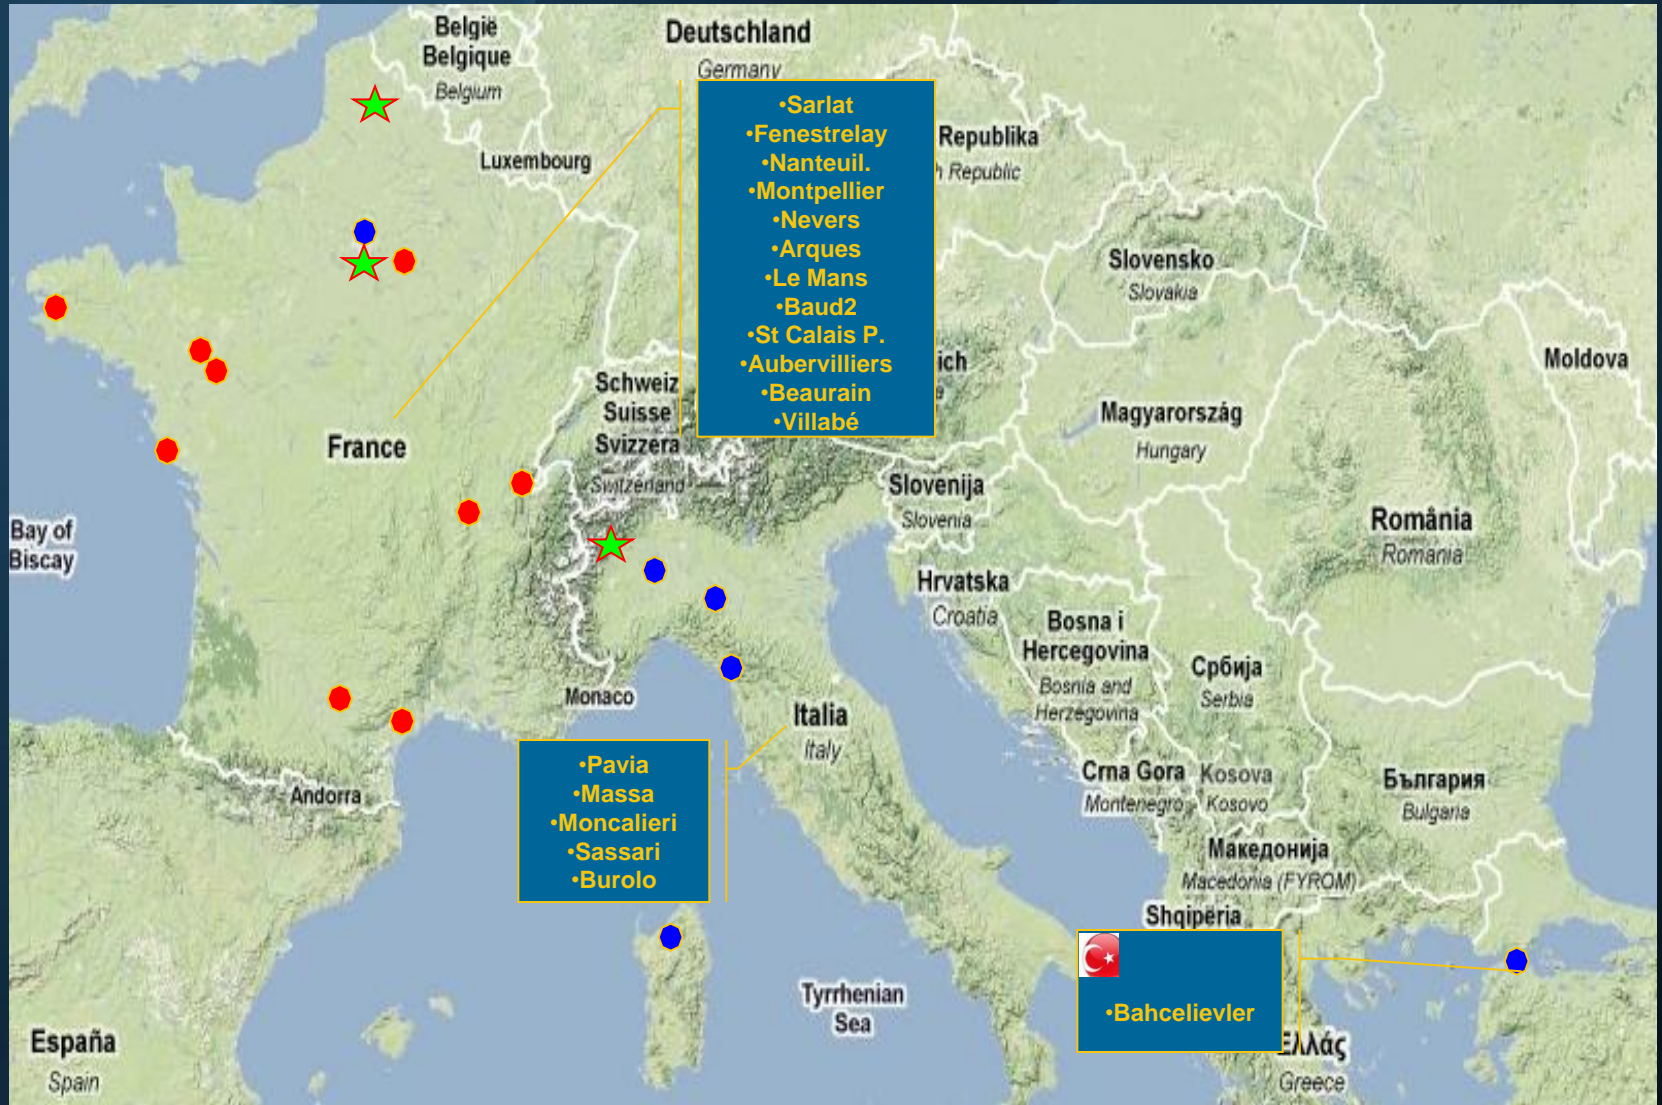 België
Belgique
Belgium
Deutschland
Germany
Luxembourg
•Sarlat
•Fenestrelay
•Nanteuil.
•Montpellier
•Nevers
•Arques
•Le Mans
•Baud2
•St Calais P.
•Aubervilliers
•Beaurain
•Villabé
Republika
h Republic
Slovensko
Slovakia
ich
Moldova
Schweiz
Suisse
Svizzera
Switzerland
France
Magyarország
Hungary
Slovenija
Slovenia
România
Romania
Bay of
Biscay
Hrvatska
Croatia
Bosna i
Hercegovina
Bosnia and
Herzegovina
Србија
Serbia
Monaco
Italia
Italy
•Pavia
•Massa
•Moncalieri
•Sassari
•Burolo
Andorra
Crna Gora
Montenegro
Kosova
Kosovo
България
Bulgaria
Македонија
Macedonia (FYROM)
Shqipëria
•Bahcelievler
Tyrrhenian
Sea
España
Spain
Ελλάς
Greece